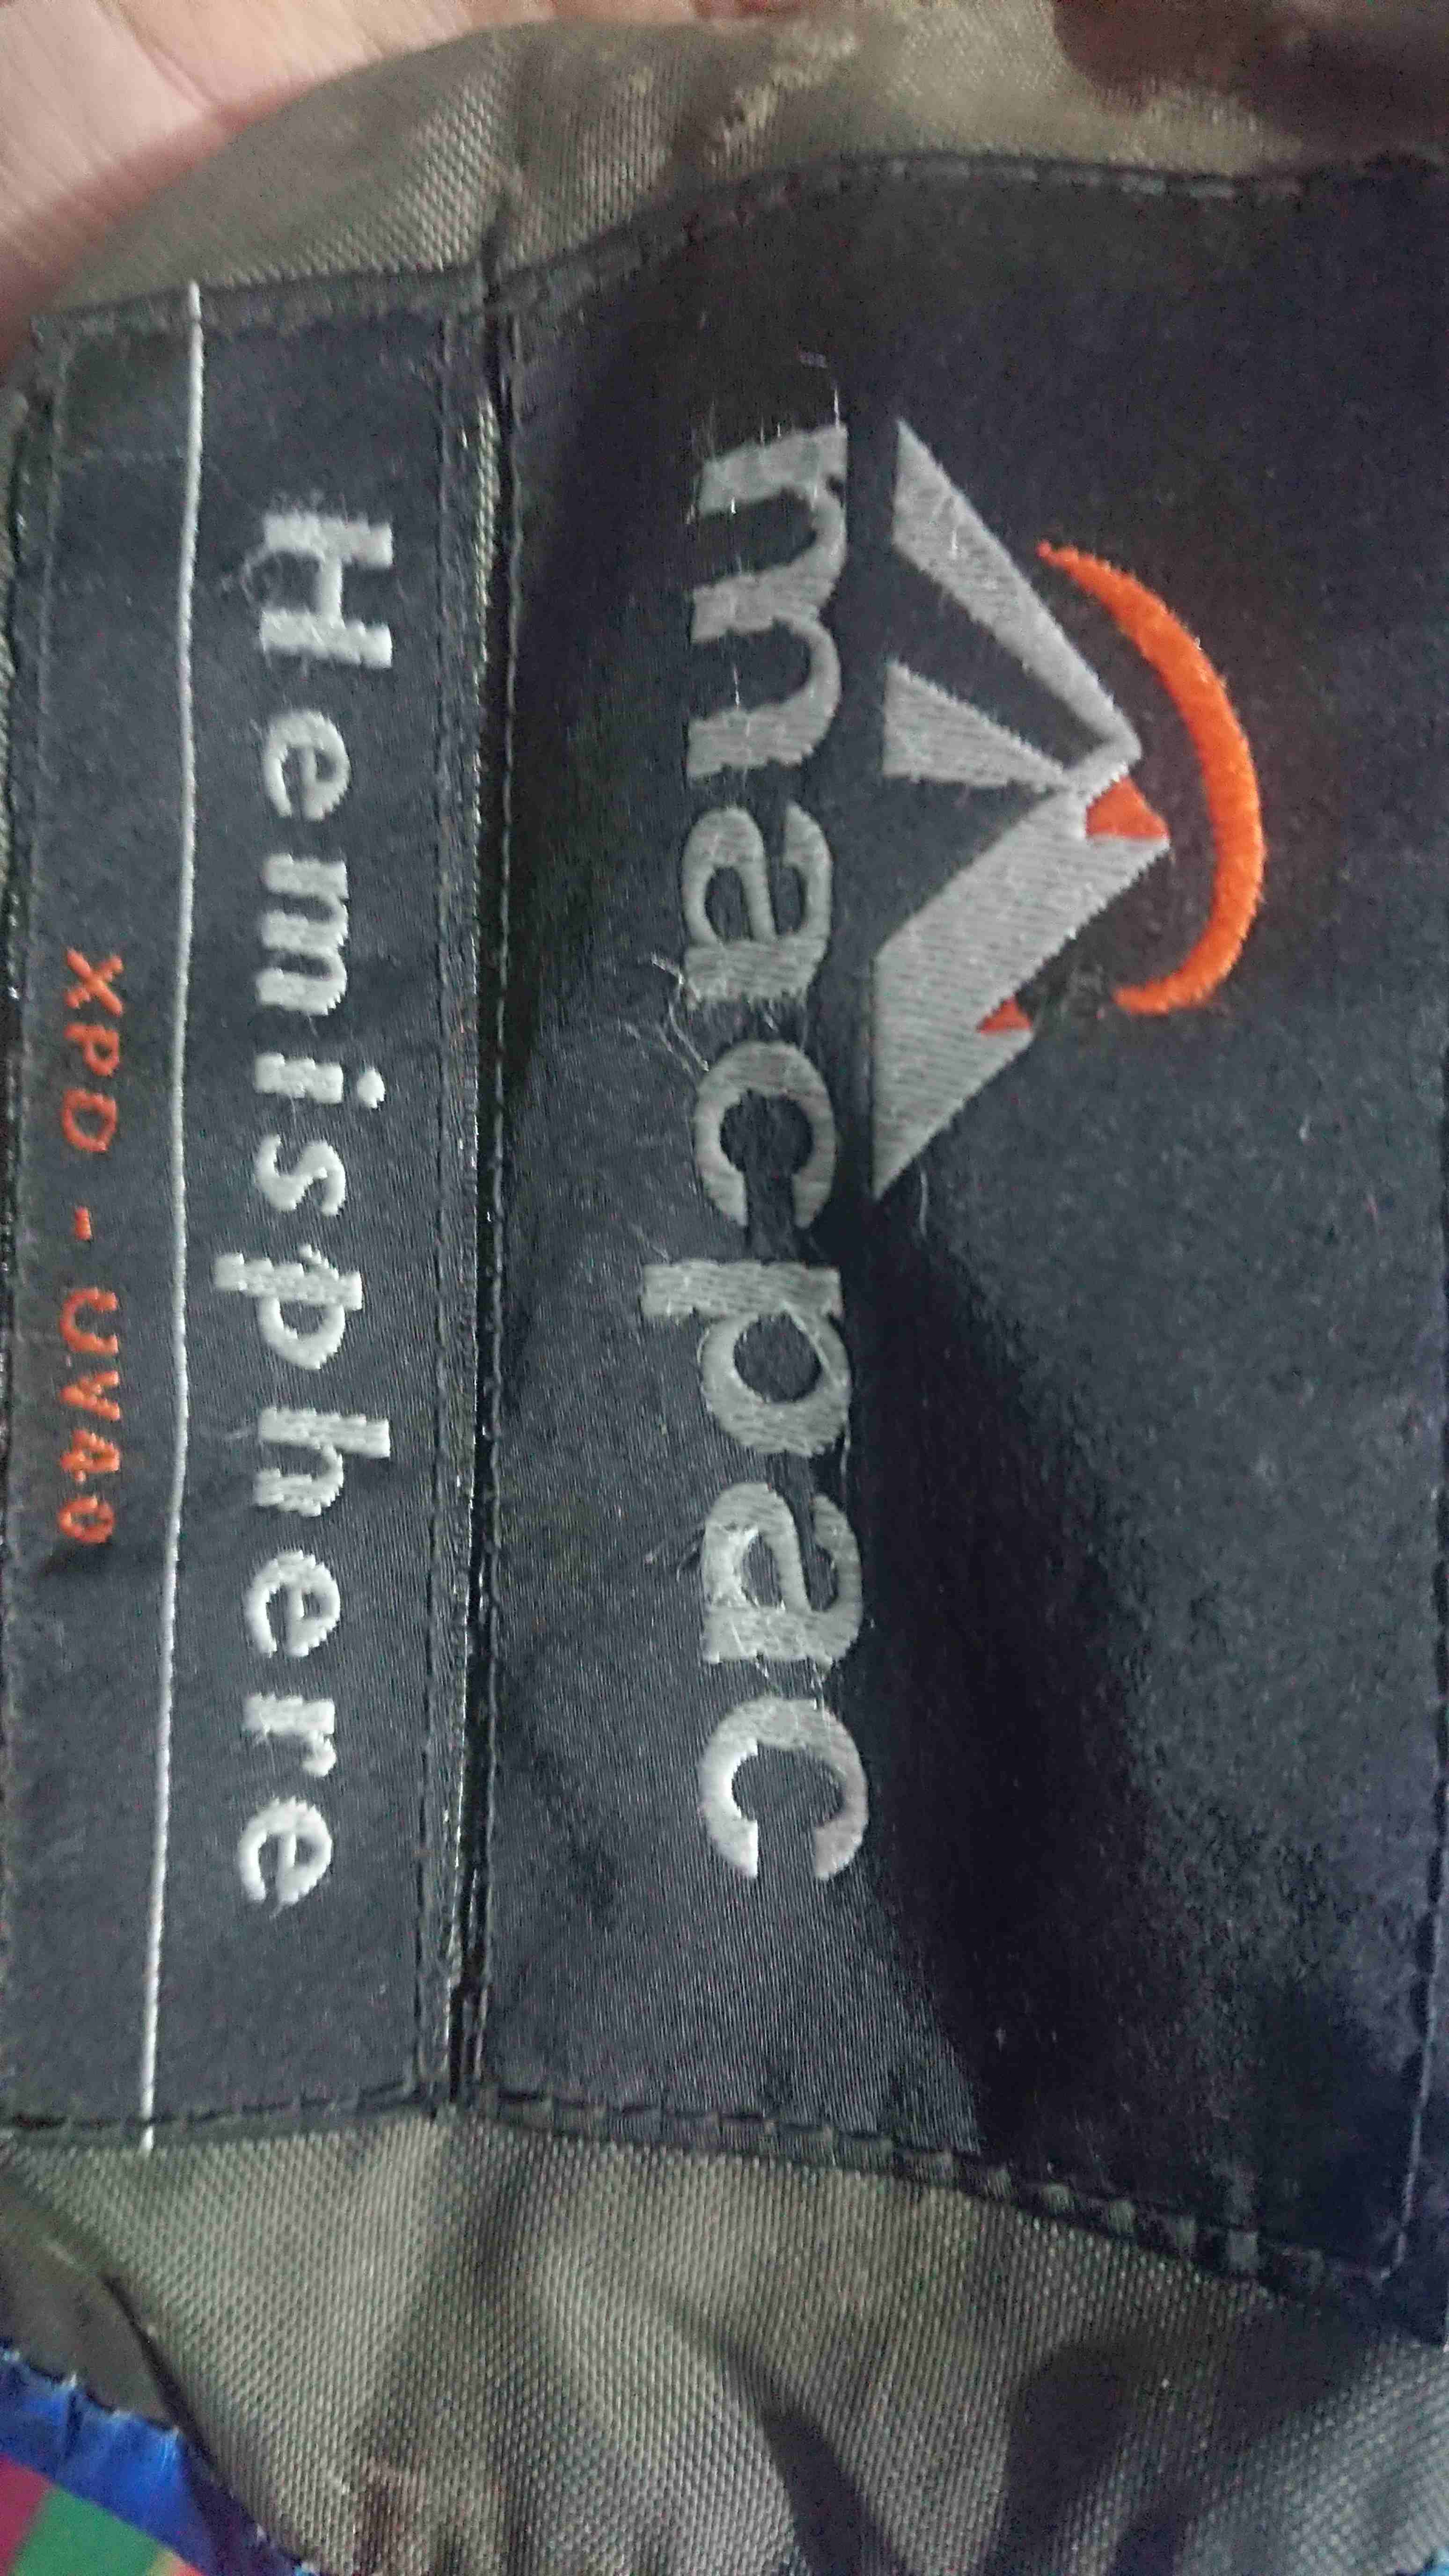 macpac
Hemisphere
XPD - UV40